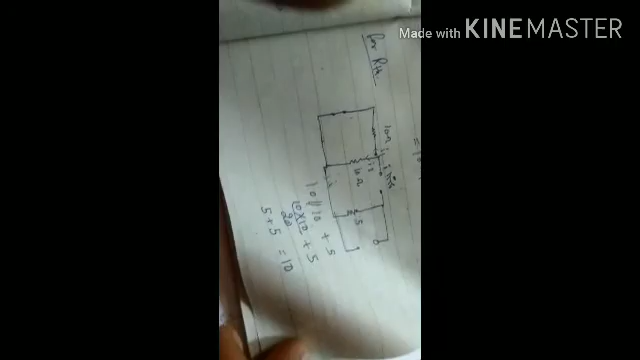 Made with KINEMASTER
for Rth
10Ω
10Ω
5
10//10 + 5
10×10 + 5
20
5+5 = 10